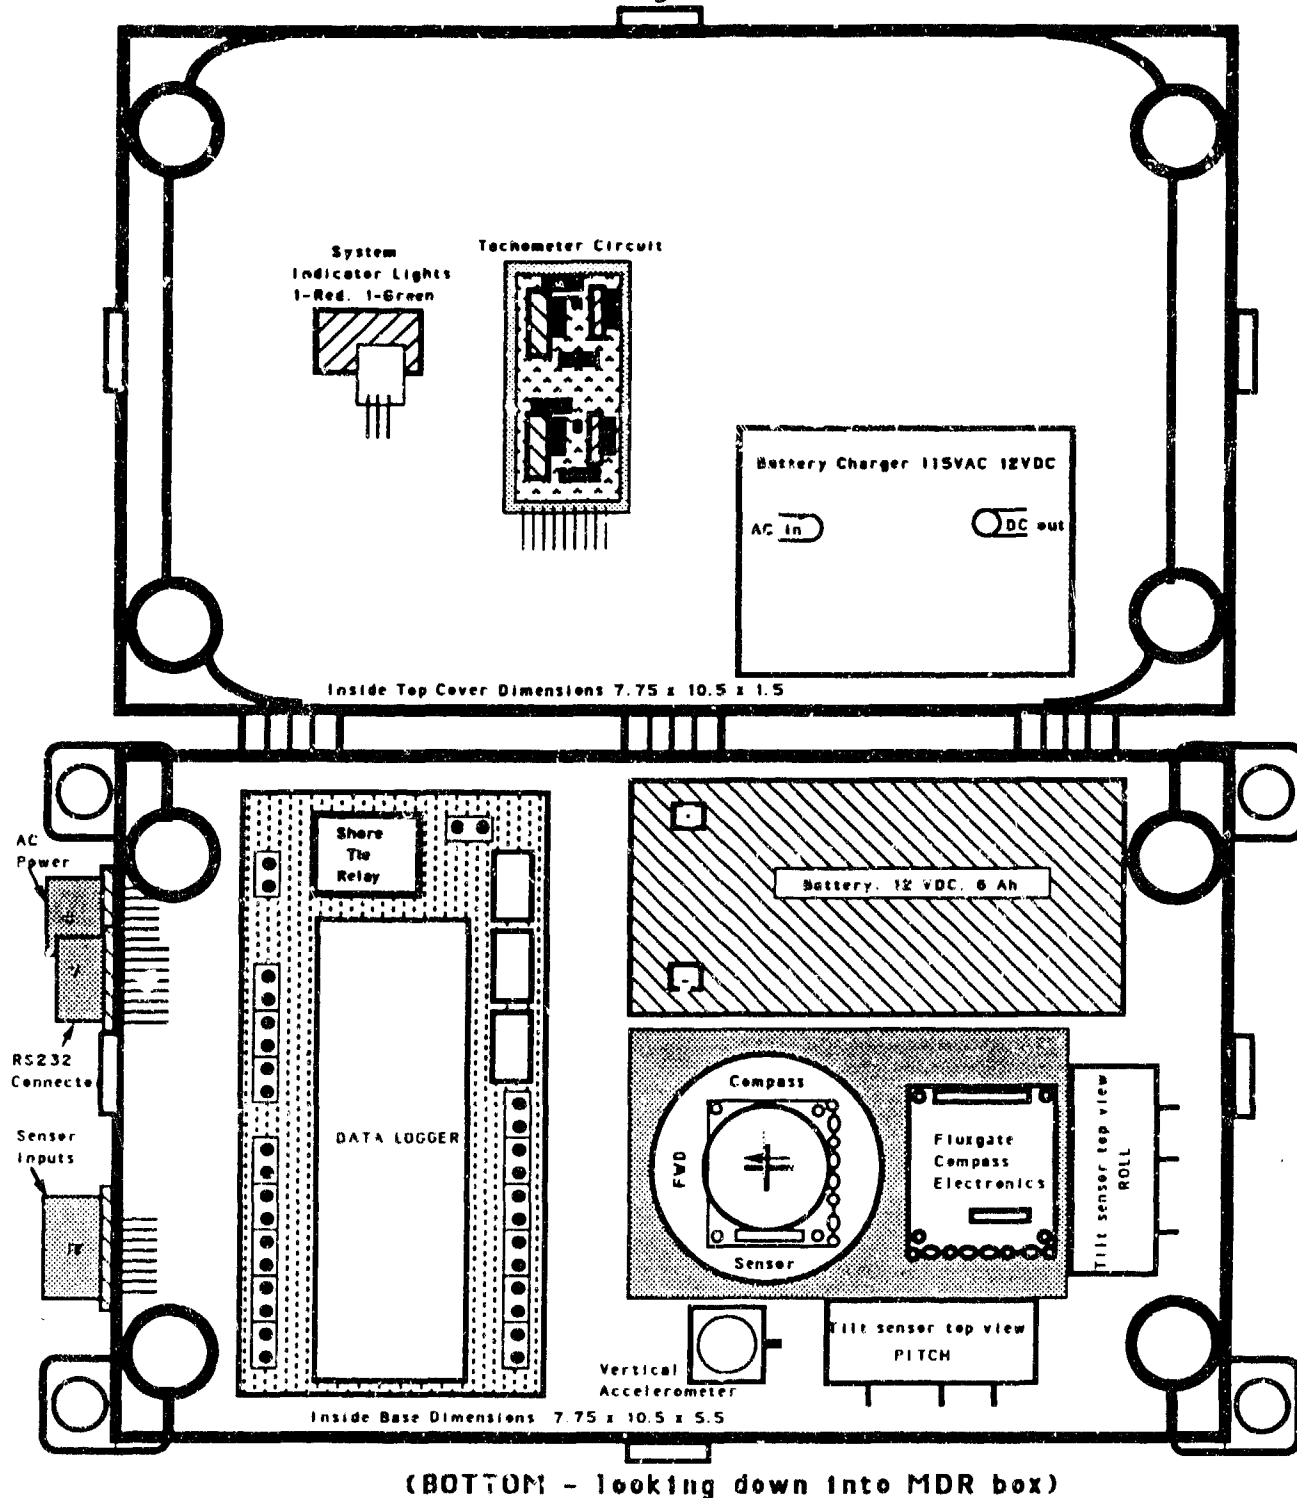 System
Indicator Lights
1-Red. 1-Green
Tachometer Circuit
Battery Charger 115VAC 12VDC
AC in
DC out
Inside Top Cover Dimensions 7.75 x 10.5 x 1.5
AC
Power
Shore
Tie
Relay
Battery. 12 VDC. 6 Ah
RS232
Connecto
Sensor
Inputs
DATA LOGGER
Compass
FWD
Sensor
Fluxgate
Compass
Electronics
Tilt sensor top view
ROLL
Tilt sensor top view
PITCH
Vertical
Accelerometer
Inside Base Dimensions 7.75 x 10.5 x 5.5
(BOTTOM - looking down into MDR box)